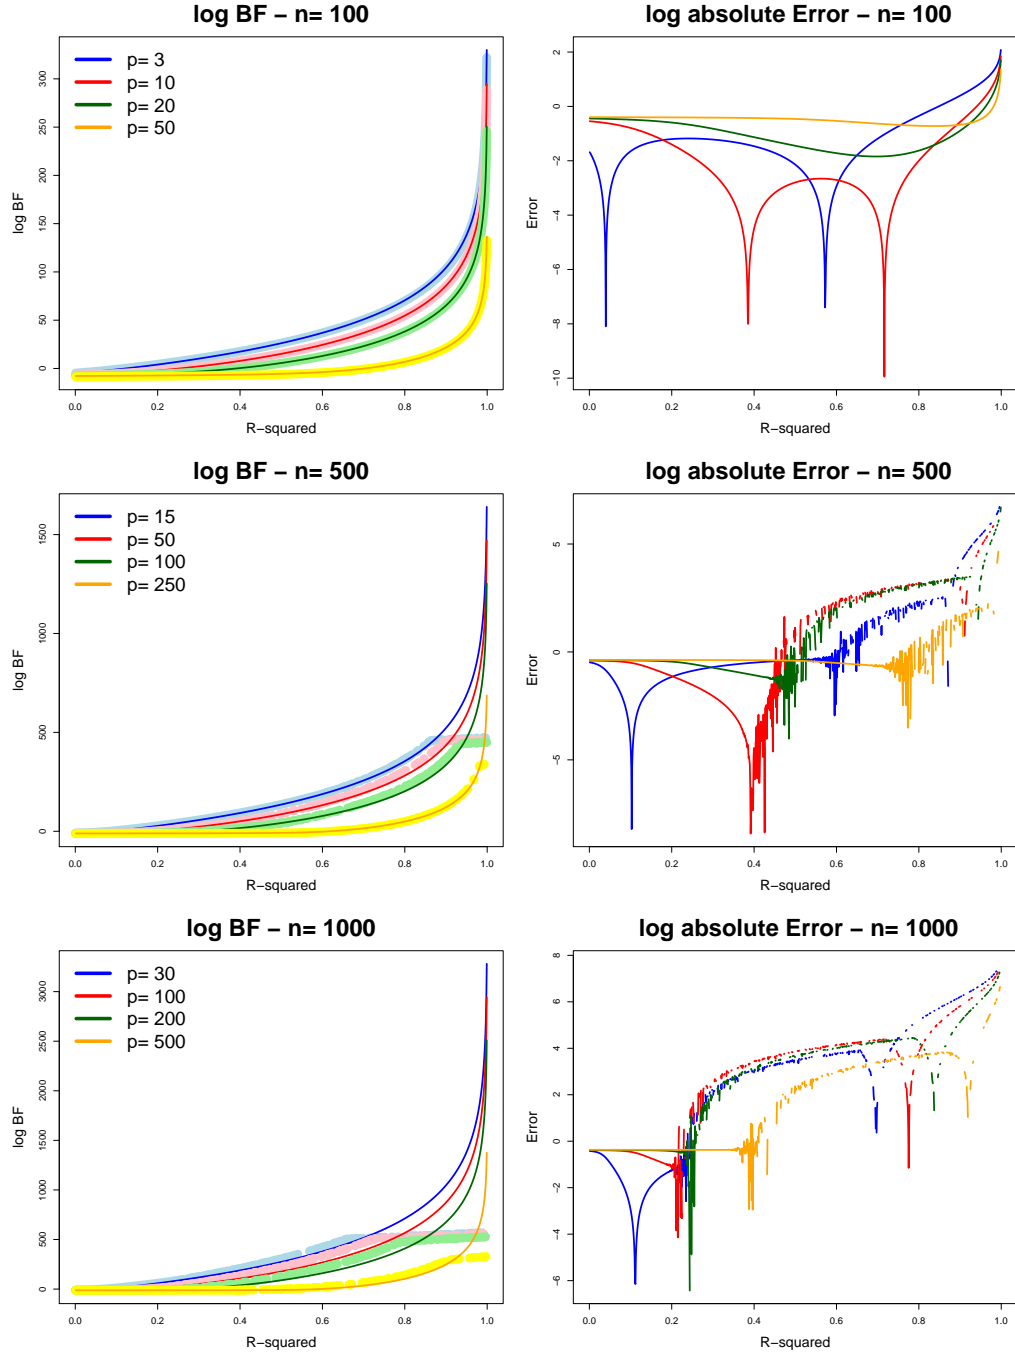 log BF – n= 100
log BF
300
250
200
150
100
50
0
p= 3
p= 10
p= 20
p= 50
0.0 0.2 0.4 0.6 0.8 1.0
R−squared
log absolute Error – n= 100
Error
2
0
−2
−4
−6
−8
−10
0.0 0.2 0.4 0.6 0.8 1.0
R−squared
log BF – n= 500
log BF
1500
1000
500
0
p= 15
p= 50
p= 100
p= 250
0.0 0.2 0.4 0.6 0.8 1.0
R−squared
log absolute Error – n= 500
Error
5
0
−5
0.0 0.2 0.4 0.6 0.8 1.0
R−squared
log BF – n= 1000
log BF
3000
2500
2000
1500
1000
500
0
p= 30
p= 100
p= 200
p= 500
0.0 0.2 0.4 0.6 0.8 1.0
R−squared
log absolute Error – n= 1000
Error
8
6
4
2
0
−2
−4
−6
0.0 0.2 0.4 0.6 0.8 1.0
R−squared